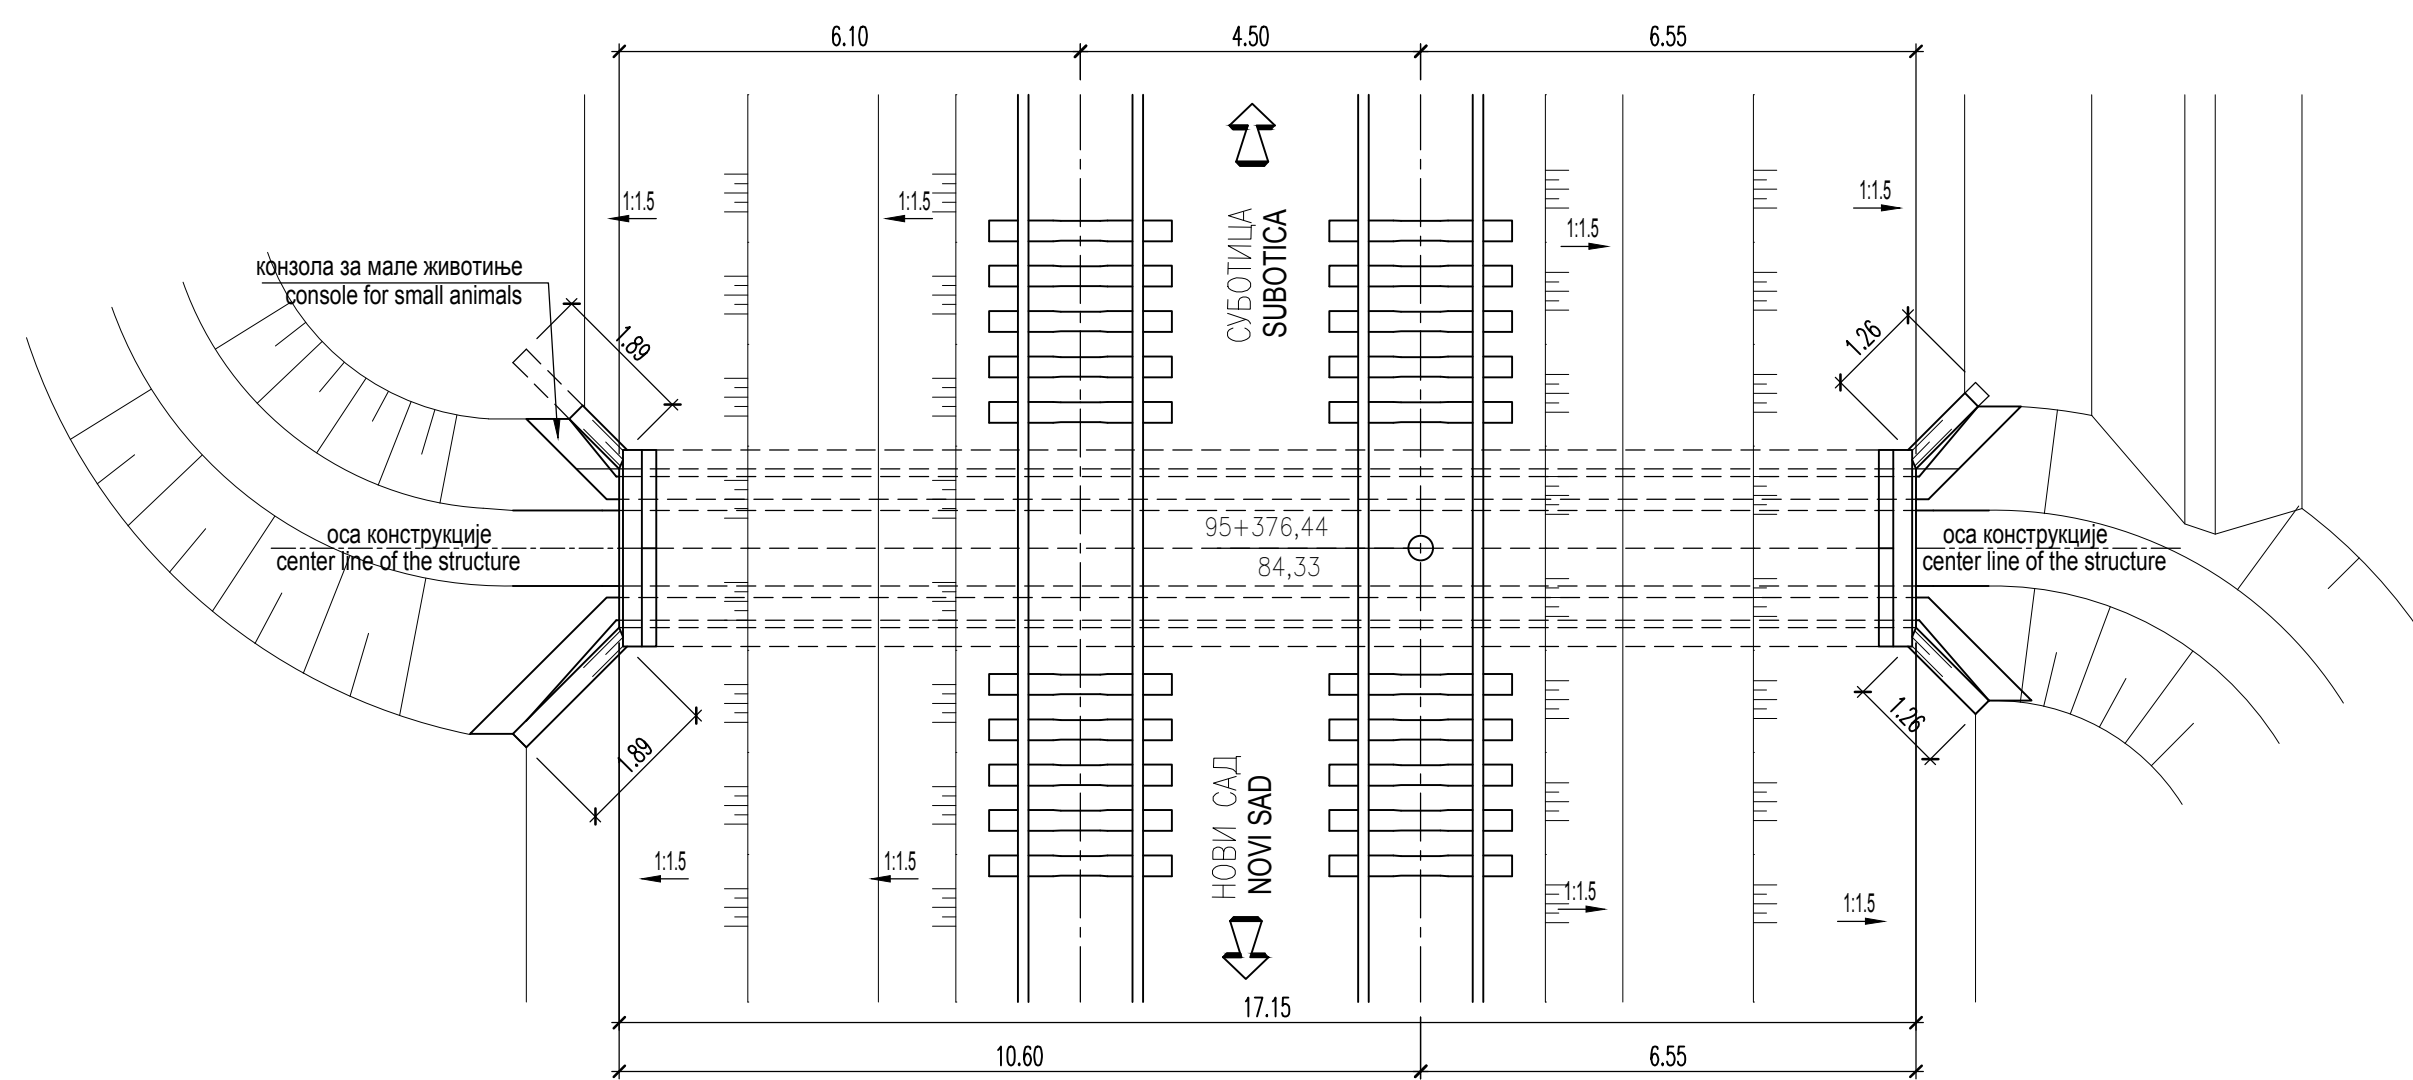 6.10
4.50
6.55
1:1.5
1:1.5
1:1.5
1:1.5
СУБОТИЦА
SUBOTICA
конзола за мале животиње
console for small animals
1.89
1.26
95+376,44
84,33
оса конструкције
center line of the structure
оса конструкције
center line of the structure
1.89
1.26
НОВИ САД
NOVI SAD
1:1.5
1:1.5
1:1.5
1:1.5
17.15
10.60
6.55